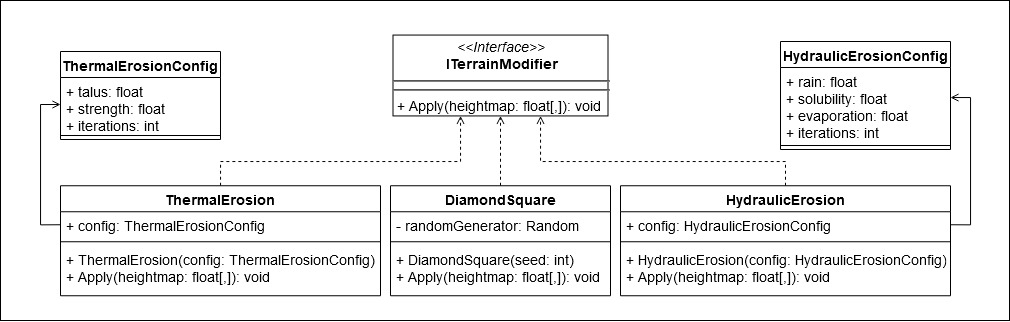 ThermalErosionConfig
+ talus: float
+ strength: float
+ iterations: int
<<Interface>>
ITerrainModifier
+ Apply(heightmap: float[,]): void
HydraulicErosionConfig
+ rain: float
+ solubility: float
+ evaporation: float
+ iterations: int
ThermalErosion
+ config: ThermalErosionConfig
+ ThermalErosion(config: ThermalErosionConfig)
+ Apply(heightmap: float[,]): void
DiamondSquare
- randomGenerator: Random
+ DiamondSquare(seed: int)
+ Apply(heightmap: float[,]): void
HydraulicErosion
+ config: HydraulicErosionConfig
+ HydraulicErosion(config: HydraulicErosionConfig)
+ Apply(heightmap: float[,]): void